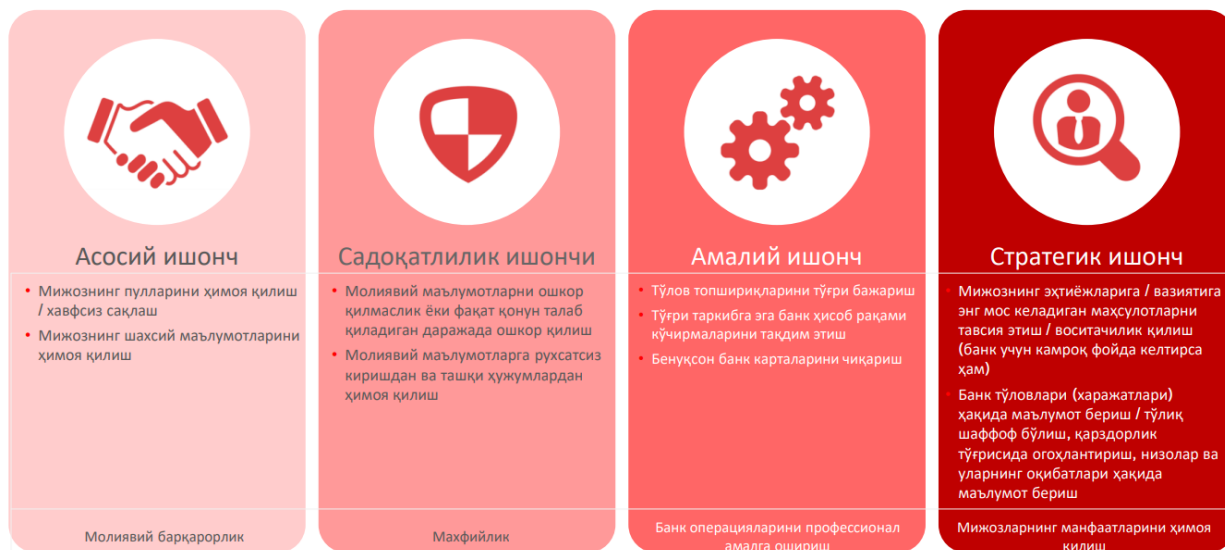 Асосий ишонч
• Мижознинг пулларини ҳимоя қилиш
/ хавфсиз сақлаш
• Мижознинг шахсий маълумотларини
ҳимоя қилиш
Молиявий барқарорлик
Садоқатлилик ишончи
• Молиявий маълумотларни ошкор
қилмаслик ёки фақат қонун талаб
қиладиган даражада ошкор қилиш
• Молиявий маълумотларга рухсатсиз
киришдан ва ташқи ҳужумлардан
ҳимоя қилиш
Махфийлик
Амалий ишонч
• Тўлов топшириқларини тўғри бажариш
• Тўғри таркибга эга банк ҳисоб рақами
кўчирмаларини тақдим этиш
• Бенуқсон банк карталарини чиқариш
Банк операцияларини профессионал
амалга ошириш
Стратегик ишонч
• Мижознинг эҳтиёжларига / вазиятига
энг мос келадиган маҳсулотларни
тавсия этиш / воситачилик қилиш
(банк учун камроқ фойда келтирса
ҳам)
• Банк тўловлари (харажатлари)
ҳақида маълумот бериш / тўлиқ
шаффоф бўлиш, қарздорлик
тўғрисида огоҳлантириш, низолар ва
уларнинг оқибатлари ҳақида
маълумот бериш
Мижозларнинг манфаатларини ҳимоя
қилиш